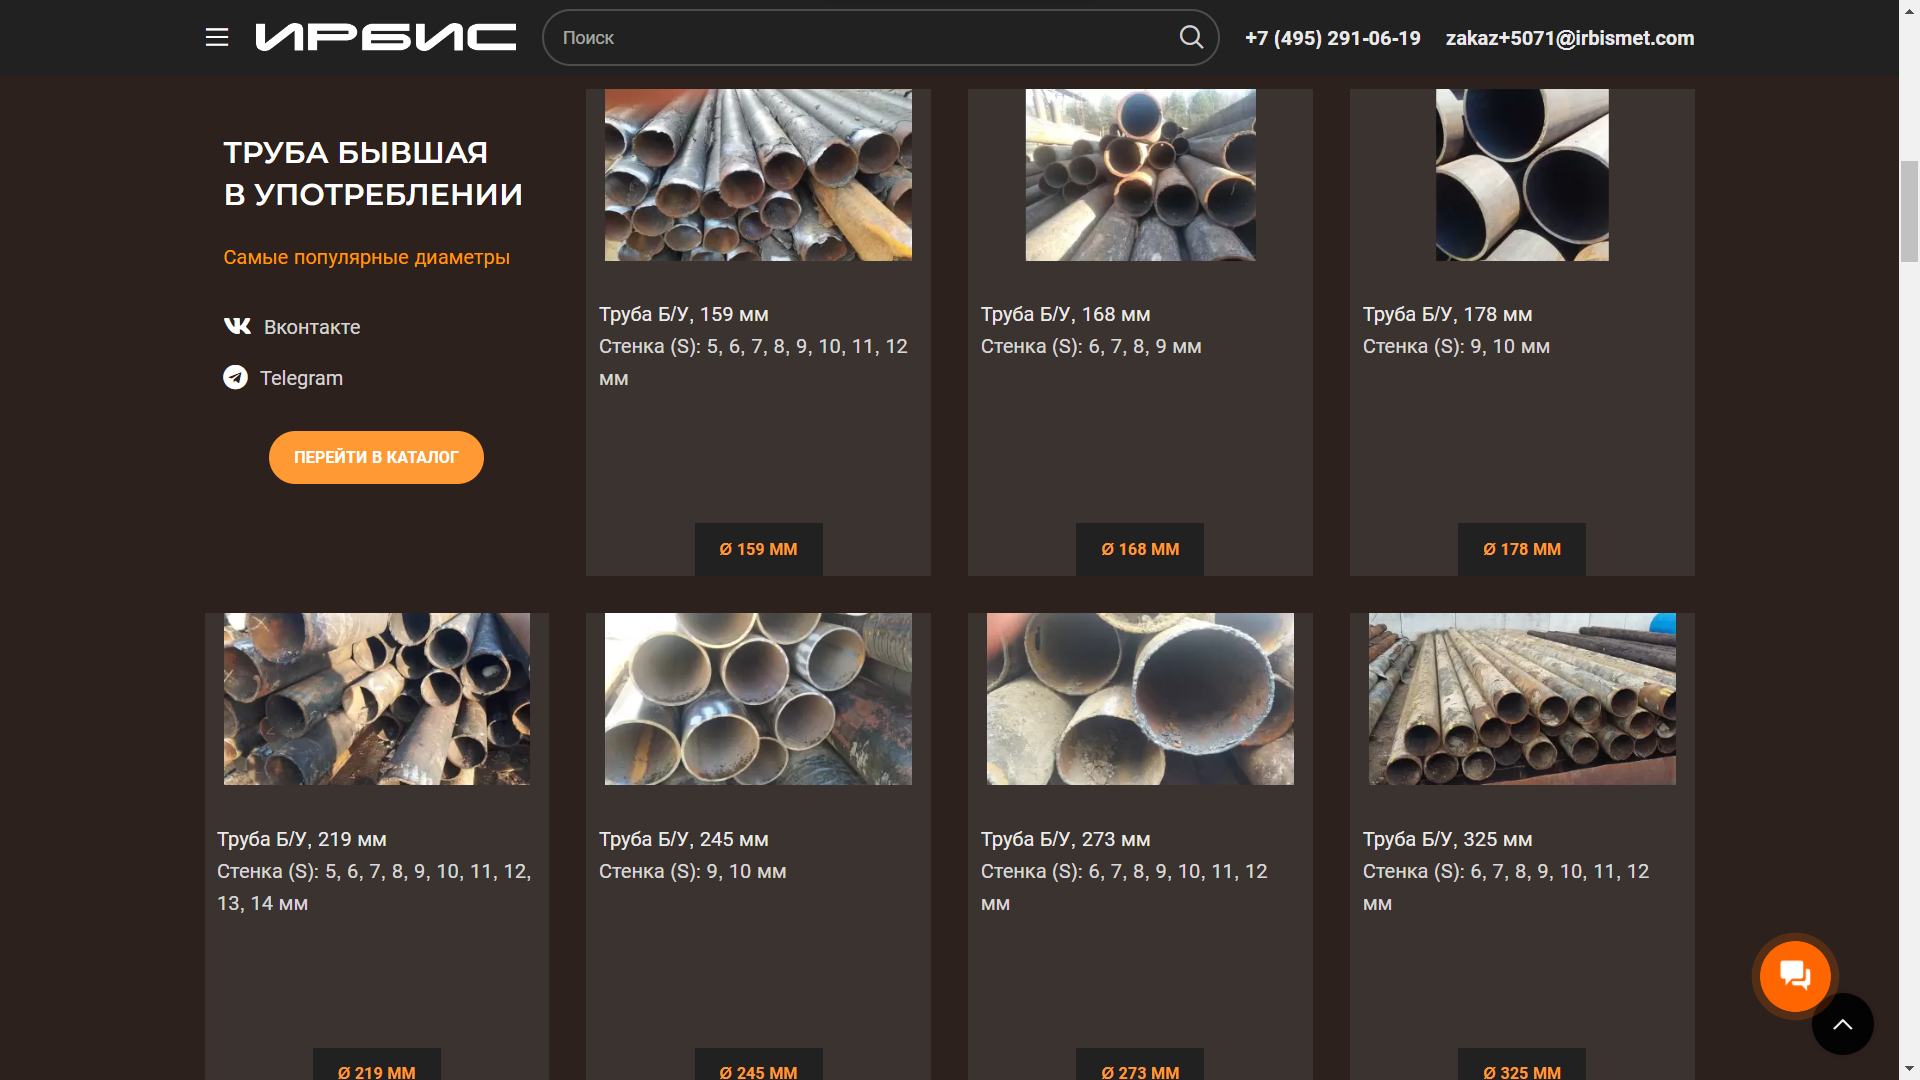 ИРБИС
Поиск
+7 (495) 291-06-19
zakaz+5071@irbismet.com
ТРУБА БЫВШАЯ
В УПОТРЕБЛЕНИИ
Самые популярные диаметры
Вконтакте
Telegram
ПЕРЕЙТИ В КАТАЛОГ
Труба Б/У, 159 мм
Стенка (S): 5, 6, 7, 8, 9, 10, 11, 12
мм
Ø 159 ММ
Труба Б/У, 168 мм
Стенка (S): 6, 7, 8, 9 мм
Ø 168 ММ
Труба Б/У, 178 мм
Стенка (S): 9, 10 мм
Ø 178 ММ
Труба Б/У, 219 мм
Стенка (S): 5, 6, 7, 8, 9, 10, 11, 12,
13, 14 мм
Ø 219 ММ
Труба Б/У, 245 мм
Стенка (S): 9, 10 мм
Ø 245 ММ
Труба Б/У, 273 мм
Стенка (S): 6, 7, 8, 9, 10, 11, 12
мм
Ø 273 ММ
Труба Б/У, 325 мм
Стенка (S): 6, 7, 8, 9, 10, 11, 12
мм
Ø 325 ММ